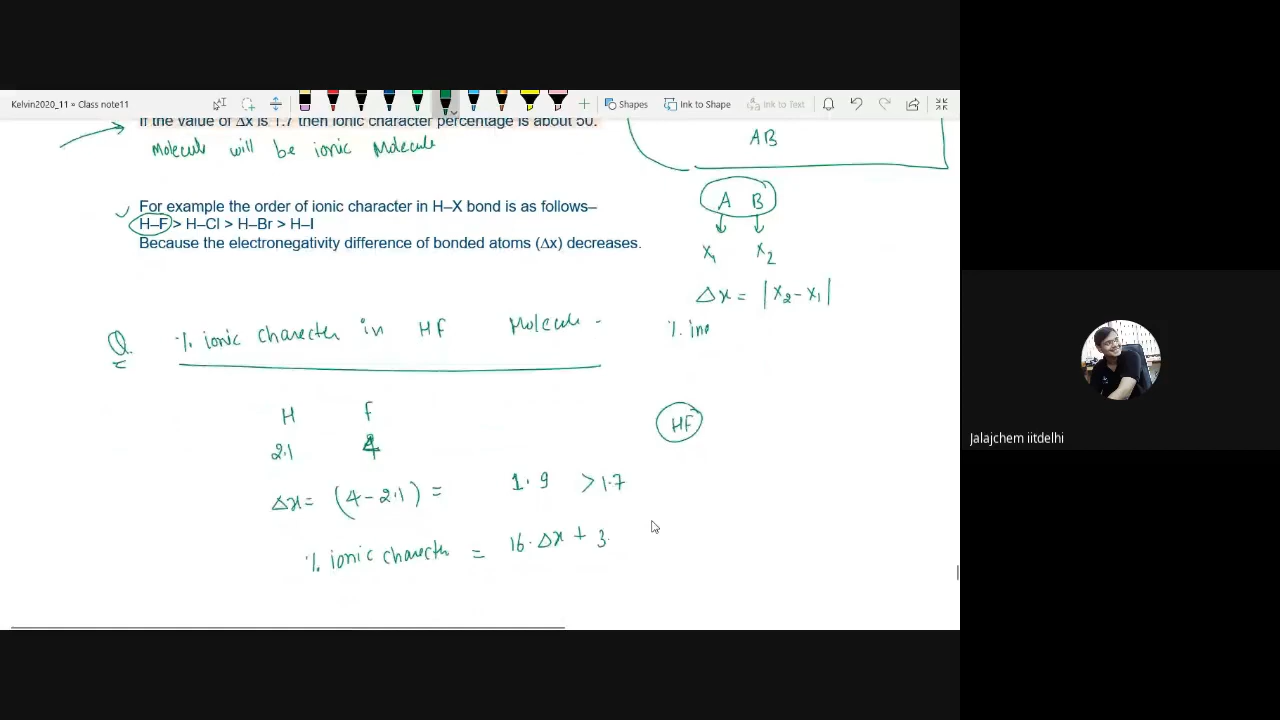 Kelvin2020_11 » Class note11
Shapes
Ink to Shape
Ink to Text
If the value of Δx is 1.7 then ionic character percentage is about 50.
Molecule will be ionic Molecule
AB
For example the order of ionic character in H–X bond is as follows–
H–F > H–Cl > H–Br > H–I
Because the electronegativity difference of bonded atoms (Δx) decreases.
A B
x₁ x₂
Δx = |x₂ - x₁|
Q. % ionic charecter in HF Molecule -
% ine
H F
2.1 4
HF
Δx = (4 - 2.1) = 1.9 > 1.7
% ionic charecter = 16. Δx + 3.
Jalajchem iitdelhi